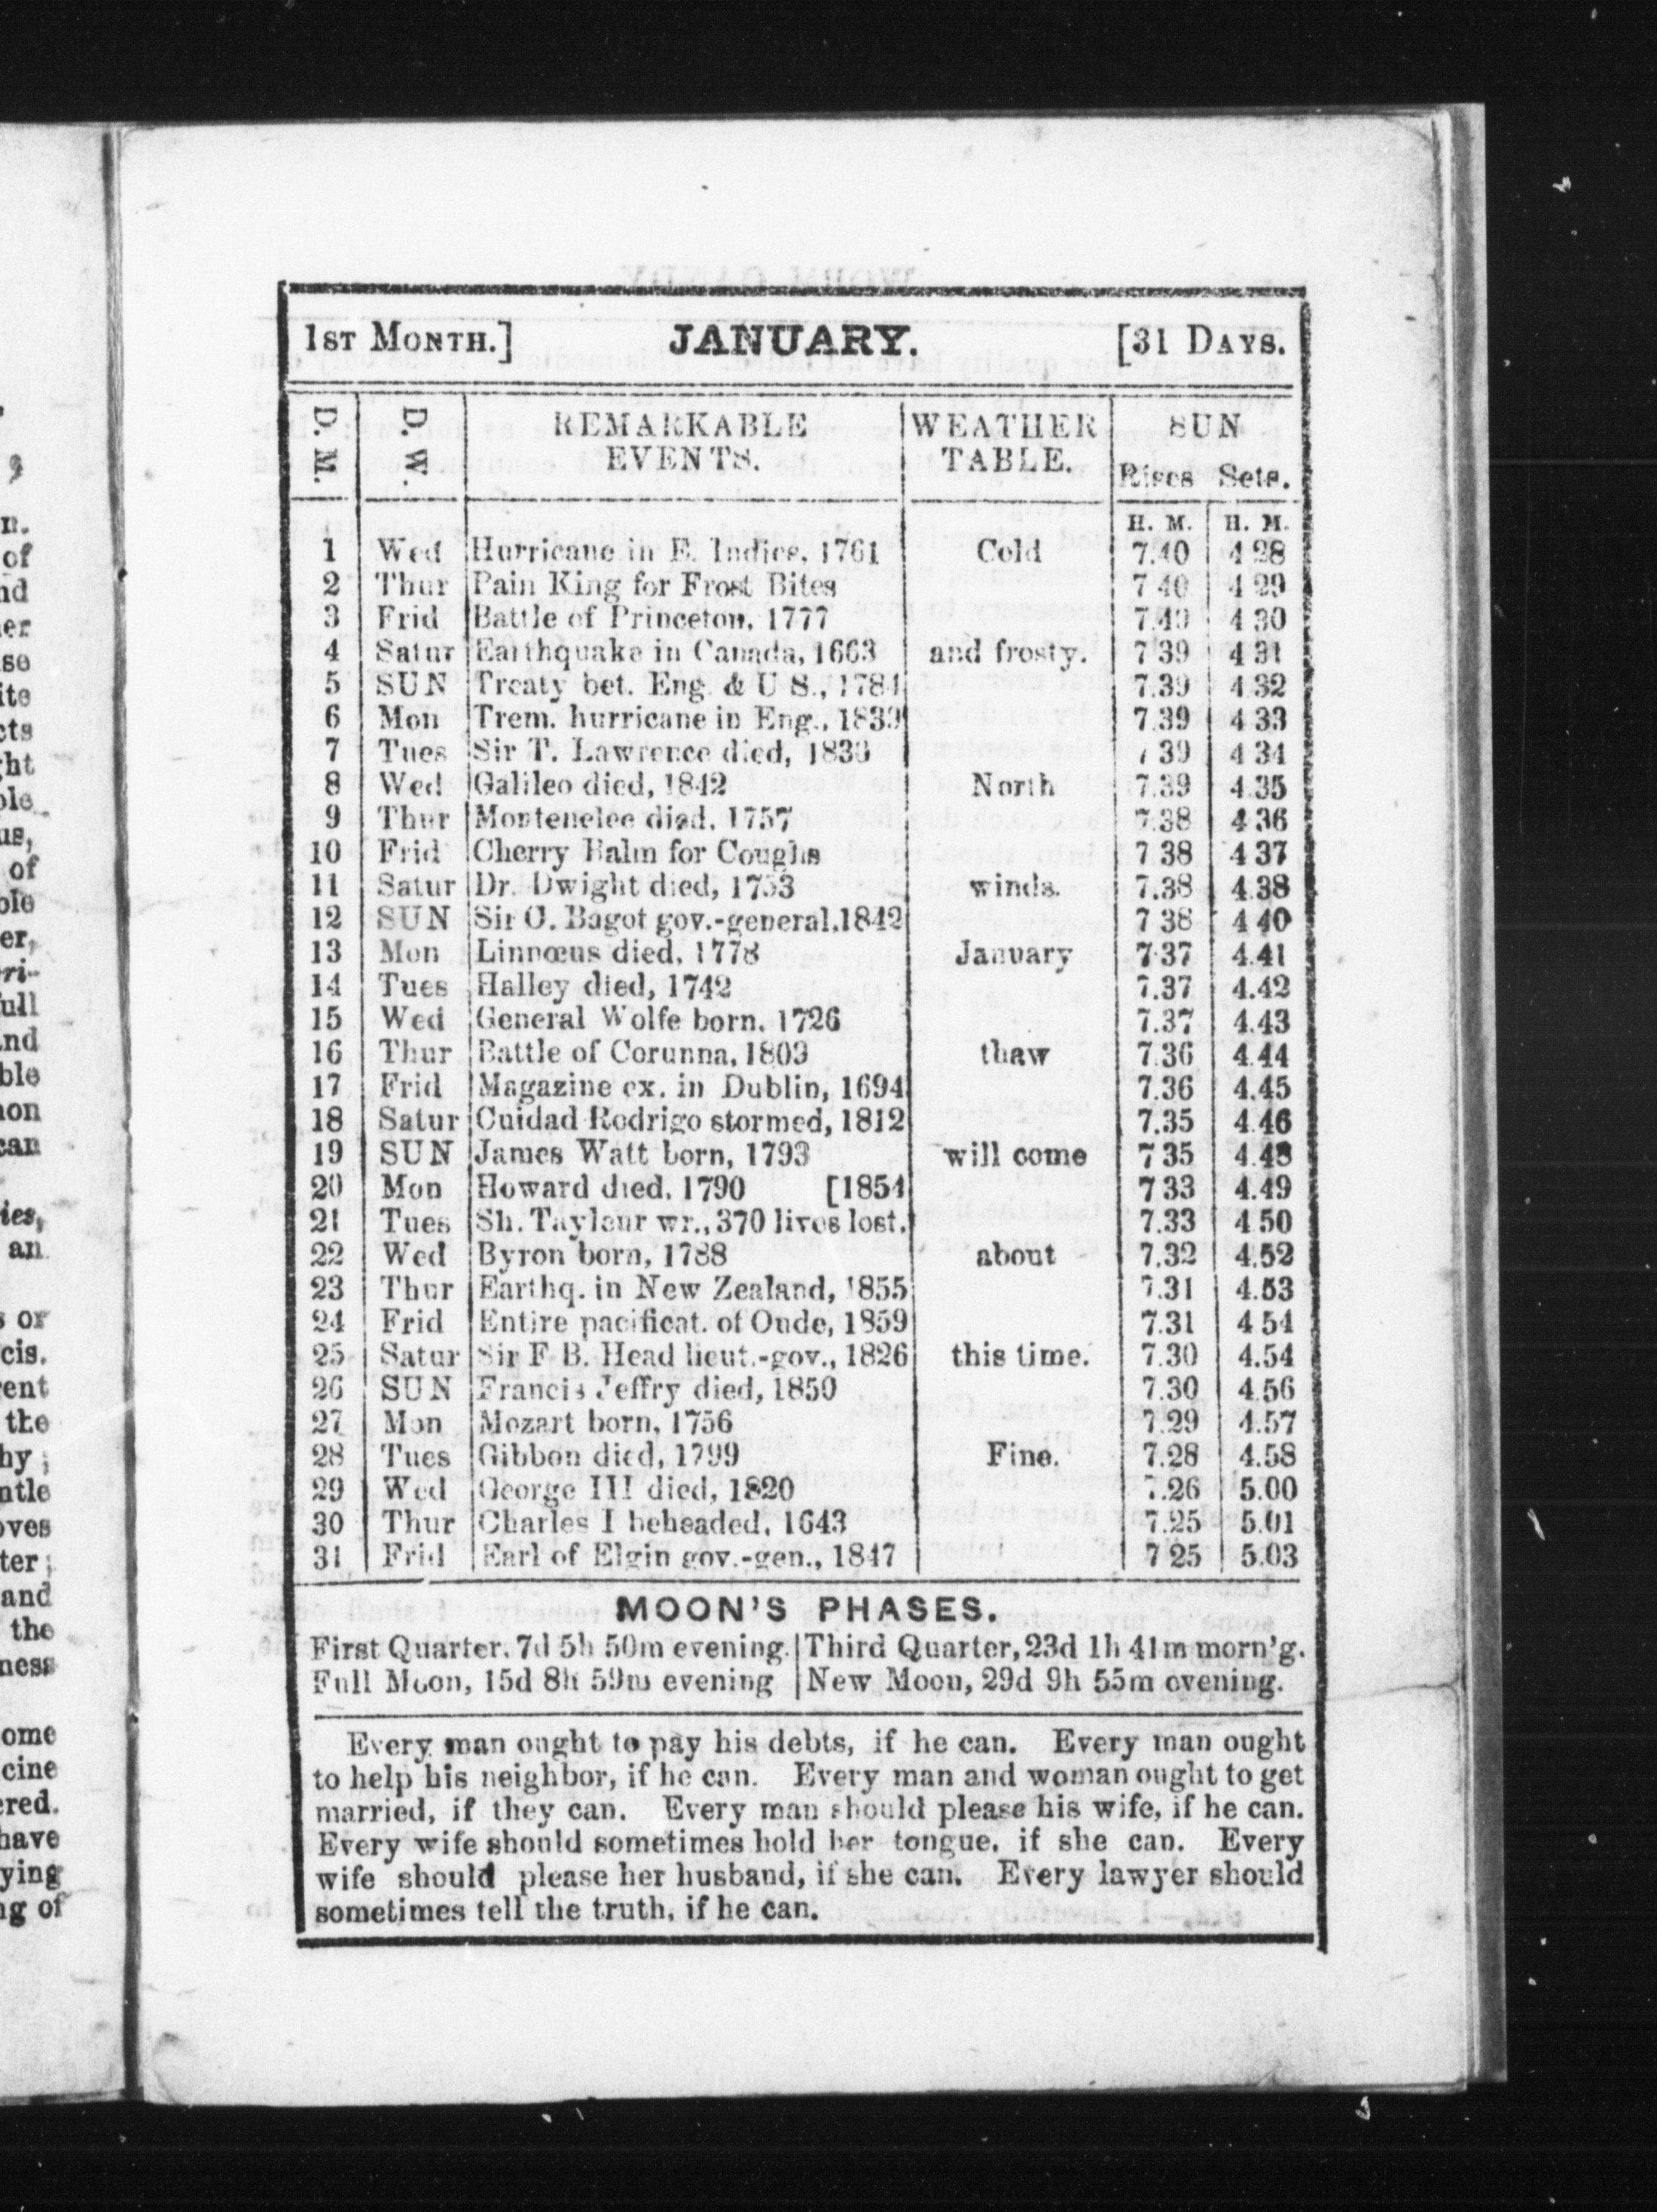 1ST MONTH.] JANUARY. [31 DAYS.
D. M. D. W. REMARKABLE EVENTS. WEATHER TABLE. SUN Rises Sets.
H. M. H. M.
1 Wed Hurricane in E. Indies, 1761 Cold 7.40 4 28
2 Thur Pain King for Frost Bites 7 40 4 29
3 Frid Battle of Princeton, 1777 7.40 4 30
4 Satur Earthquake in Canada, 1663 and frosty. 7 39 4 31
5 SUN Treaty bet. Eng. & U S., 1784 7.39 4.32
6 Mon Trem. hurricane in Eng., 1839 7.39 4 33
7 Tues Sir T. Lawrence died, 1830 7 39 4 34
8 Wed Galileo died, 1842 North 7.39 4.35
9 Thur died, 1757 7.38 4 36
10 Frid Cherry Balm for Coughs 7 38 4 37
11 Satur Dr. Dwight died, 1753 winds. 7.38 4.38
12 SUN Sir C. Bagot gov.-general.1842 7 38 4 40
13 Mon Linnœus died, 1778 January 7.37 4.41
14 Tues Halley died, 1742 7.37 4.42
15 Wed General Wolfe born. 1726 7.37 4.43
16 Thur Battle of Corunna, 1809 thaw 7.36 4.44
17 Frid Magazine ex. in Dublin, 1694 7.36 4.45
18 Satur Cuidad Rodrigo stormed, 1812 7.35 4.46
19 SUN James Watt born, 1793 will come 7 35 4.48
20 Mon Howard died, 1790 [1854 7 33 4.49
21 Tues Sh. Tayleur wr., 370 lives lost. 7.33 4.50
22 Wed Byron born, 1788 about 7.32 4.52
23 Thur Earthq. in New Zealand, 1855 7.31 4.53
24 Frid Entire pacificat. of Oude, 1859 7.31 4 54
25 Satur Sir F B. Head lieut.-gov., 1826 this time. 7.30 4.54
26 SUN Francis Jeffry died, 1850 7.30 4.56
27 Mon Mozart born, 1756 7.29 4.57
28 Tues Gibbon died, 1799 Fine. 7.28 4.58
29 Wed George III died, 1820 7.26 5.00
30 Thur Charles I beheaded, 1643 7.25 5.01
31 Frid Earl of Elgin gov.-gen., 1847 7 25 5.03
MOON'S PHASES.
First Quarter. 7d 5h 50m evening. Third Quarter, 23d 1h 41m morn'g.
Full Moon, 15d 8h 59m evening New Moon, 29d 9h 55m evening.
Every man ought to pay his debts, if he can. Every man ought
to help his neighbor, if he can. Every man and woman ought to get
married, if they can. Every man should please his wife, if he can.
Every wife should sometimes hold her tongue, if she can. Every
wife should please her husband, if she can. Every lawyer should
sometimes tell the truth, if he can.